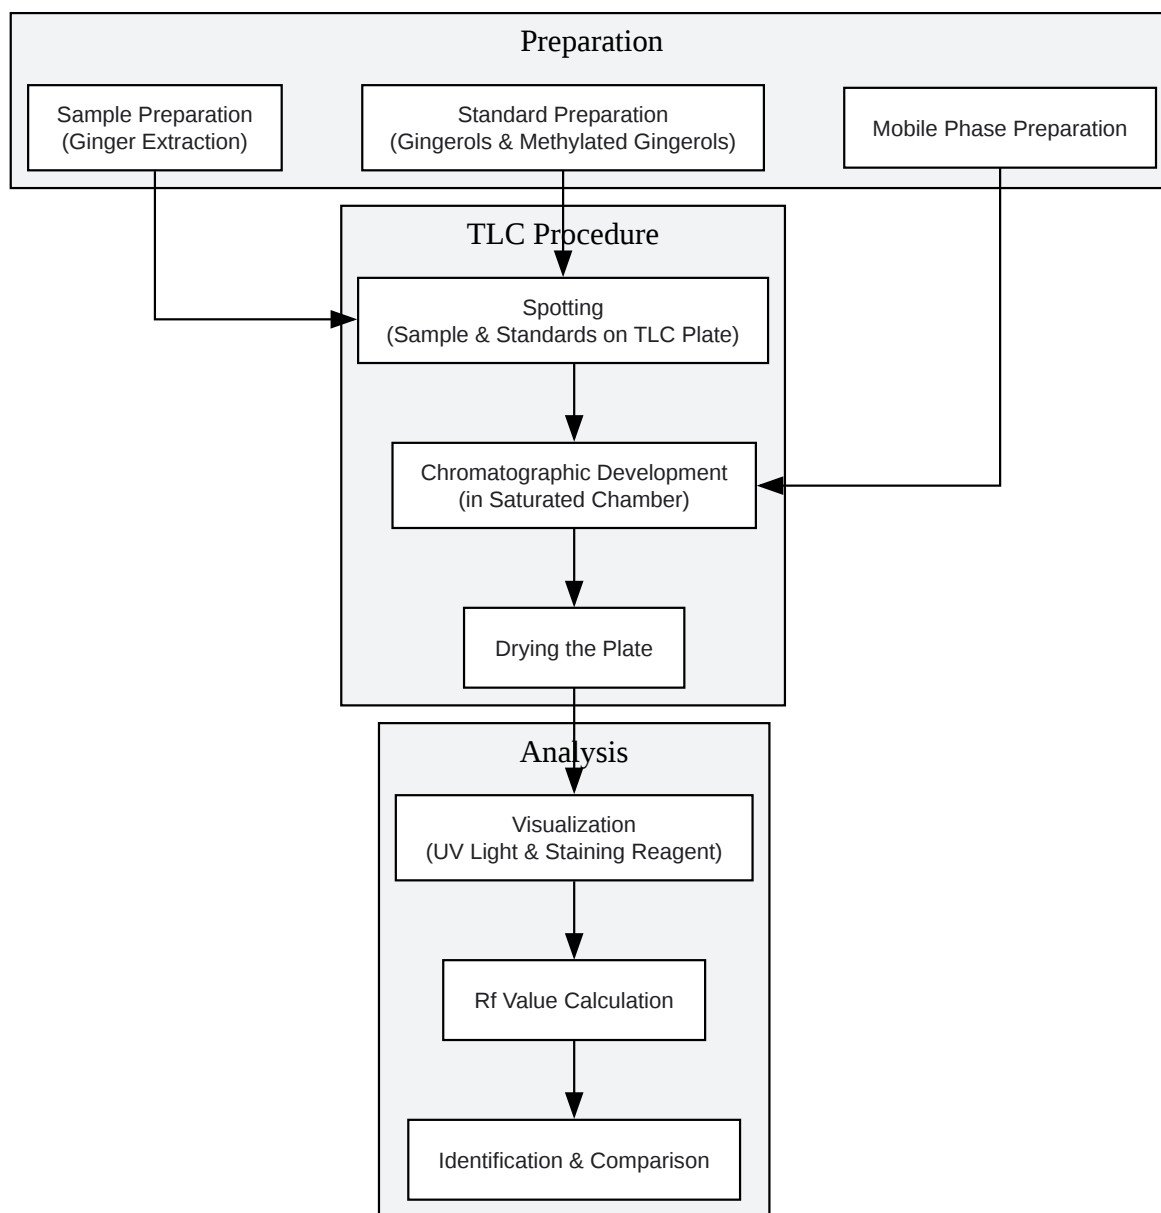 Preparation
Sample Preparation
(Ginger Extraction)
Standard Preparation
(Gingerols & Methylated Gingerols)
Mobile Phase Preparation
TLC Procedure
Spotting
(Sample & Standards on TLC Plate)
Chromatographic Development
(in Saturated Chamber)
Drying the Plate
Analysis
Visualization
(UV Light & Staining Reagent)
Rf Value Calculation
Identification & Comparison